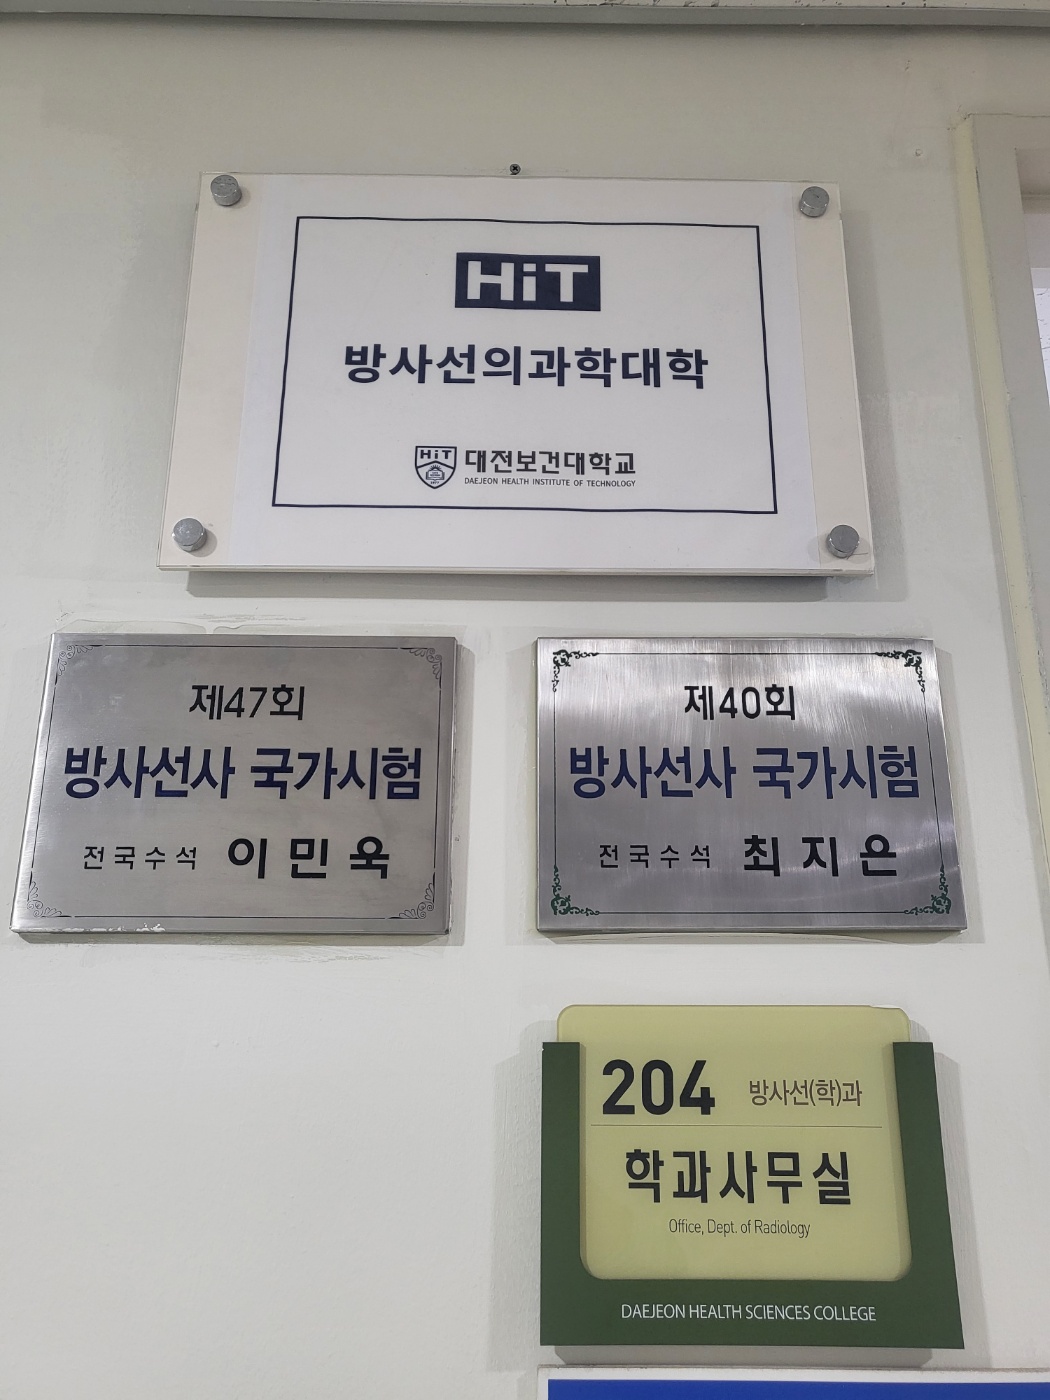 HiT
방사선의과학대학
HiT 대전보건대학교
DAEJEON HEALTH INSTITUTE OF TECHNOLOGY
제47회
방사선사 국가시험
전국수석 이민욱
제40회
방사선사 국가시험
전국수석 최지은
204 방사선(학)과
학과사무실
Office, Dept. of Radiology
DAEJEON HEALTH SCIENCES COLLEGE